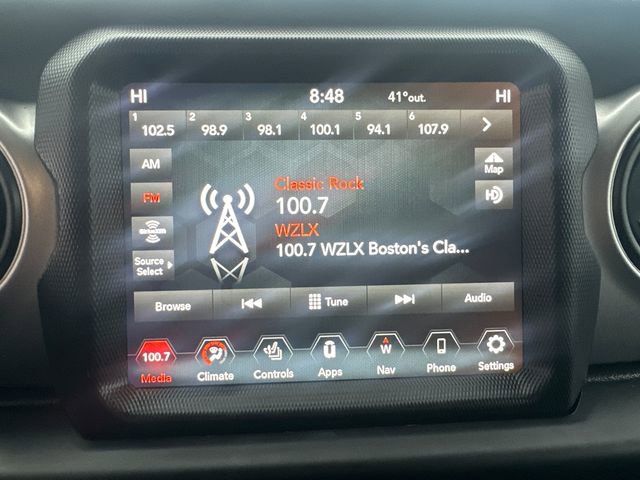 HI 8:48 41°out. HI
1 102.5 2 98.9 3 98.1 4 100.1 5 94.1 6 107.9
AM
Map
FM
HD
Classic Rock
100.7
SiriusXM
WZLX
100.7 WZLX Boston's Cla...
Source
Select
Browse Tune Audio
100.7 W
Media Climate Controls Apps Nav Phone Settings